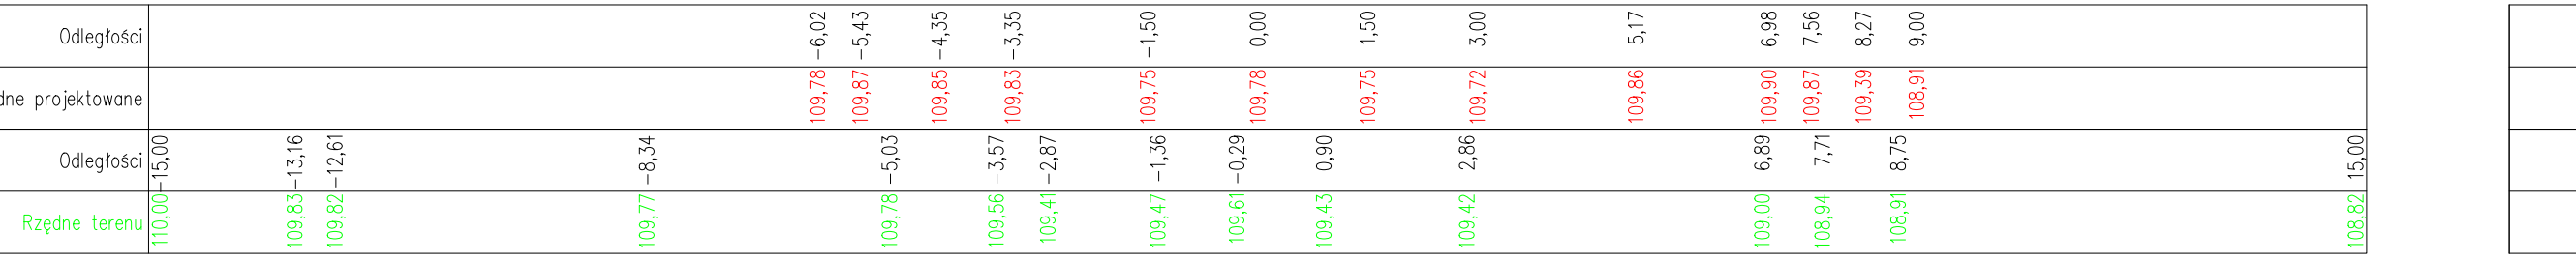 Odległości -6,02 -5,43 -4,35 -3,35 -1,50 0,00 1,50 3,00 5,17 6,98 7,56 8,27 9,00
dne projektowane 109,78 109,87 109,85 109,83 109,75 109,78 109,75 109,72 109,86 109,90 109,87 109,39 108,91
Odległości -15,00 -13,16 -12,61 -8,34 -5,03 -3,57 -2,87 -1,36 -0,29 0,90 2,86 6,89 7,71 8,75 15,00
Rzędne terenu 110,00 109,83 109,82 109,77 109,78 109,56 109,41 109,47 109,61 109,43 109,42 109,00 108,94 108,91 108,82